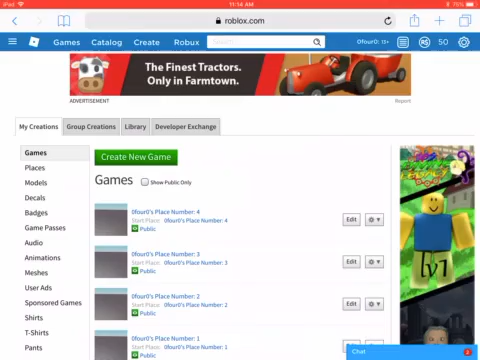 iPad
11:14 AM
75%
roblox.com
Games Catalog Create Robux Search 0four0: 13+ 50
The Finest Tractors.
Only in Farmtown.
ADVERTISEMENT Report
My Creations Group Creations Library Developer Exchange
Games
Places
Models
Decals
Badges
Game Passes
Audio
Animations
Meshes
User Ads
Sponsored Games
Shirts
T-Shirts
Pants
Create New Game
Games Show Public Only
0four0's Place Number: 4
Start Place: 0four0's Place Number: 4
Public
Edit
0four0's Place Number: 3
Start Place: 0four0's Place Number: 3
Public
Edit
0four0's Place Number: 2
Start Place: 0four0's Place Number: 2
Public
Edit
0four0's Place Number: 1
Start Place: 0four0's Place Number: 1
Public
Edit
lv1
Chat 2